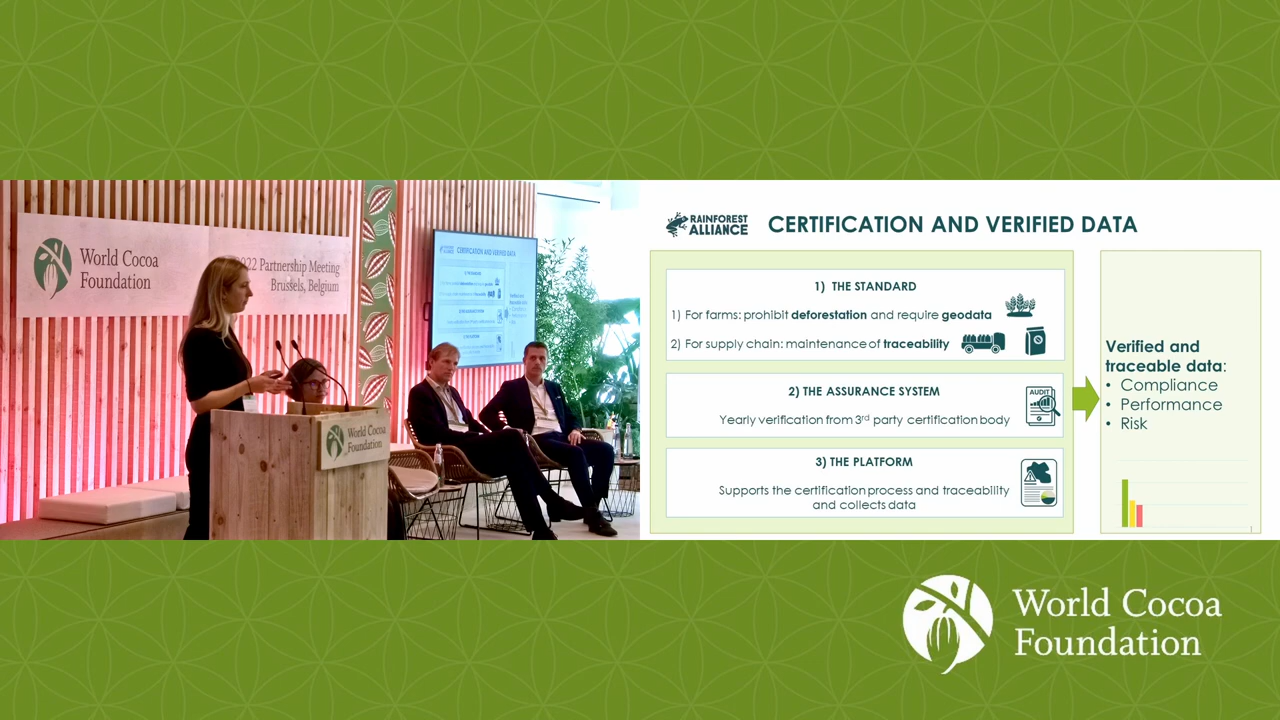 World Cocoa
Foundation
2022 Partnership Meeting
Brussels, Belgium
CERTIFICATION AND VERIFIED DATA
World Cocoa
Foundation
RAINFOREST
ALLIANCE
CERTIFICATION AND VERIFIED DATA
1) THE STANDARD
1) For farms: prohibit deforestation and require geodata
2) For supply chain: maintenance of traceability
2) THE ASSURANCE SYSTEM
Yearly verification from 3rd party certification body
AUDIT
3) THE PLATFORM
Supports the certification process and traceability
and collects data
Verified and
traceable data:
• Compliance
• Performance
• Risk
World Cocoa
Foundation